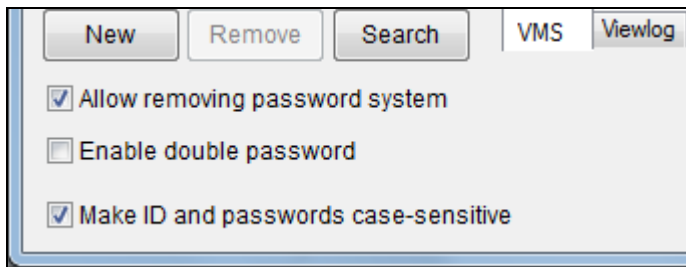 New Remove Search VMS Viewlog
Allow removing password system
Enable double password
Make ID and passwords case-sensitive